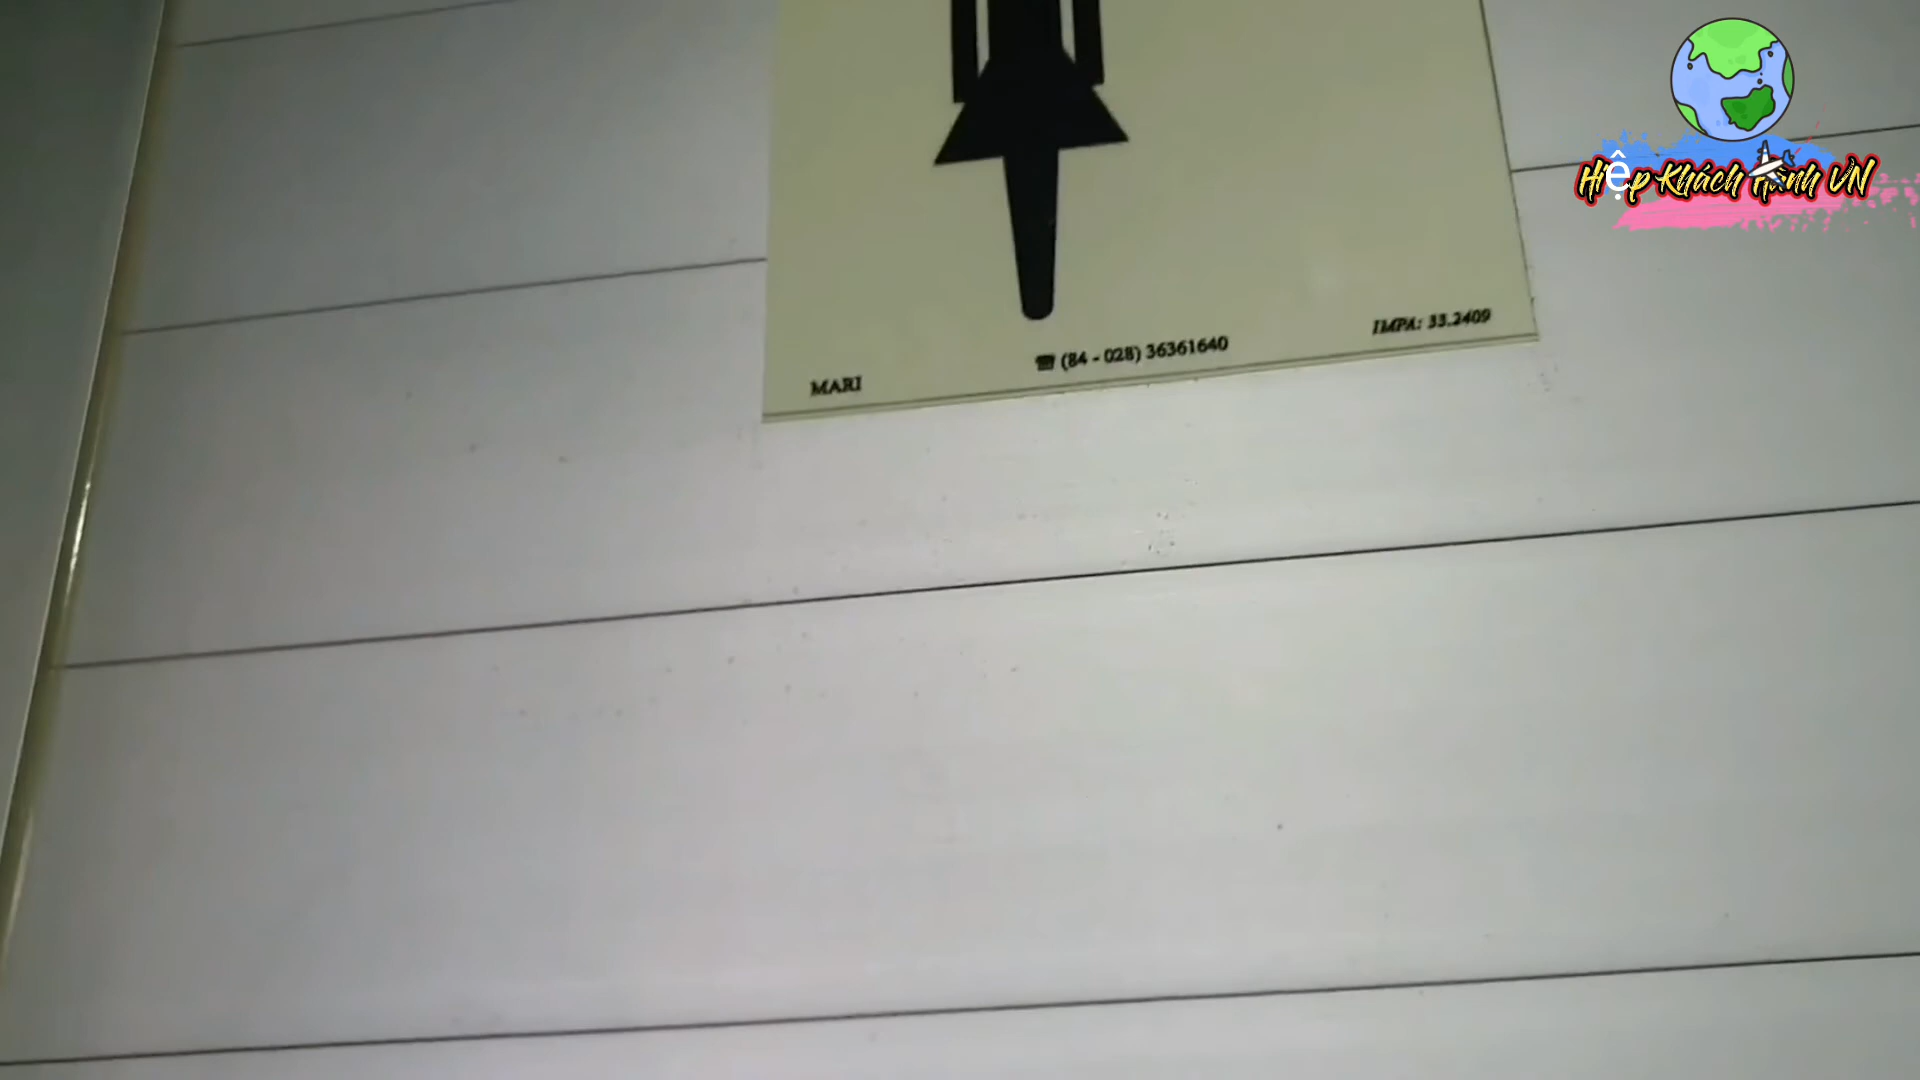 Hiệp Khách Hành VN
IMPA: 33.2409
☎ (84 - 028) 36361640
MARI